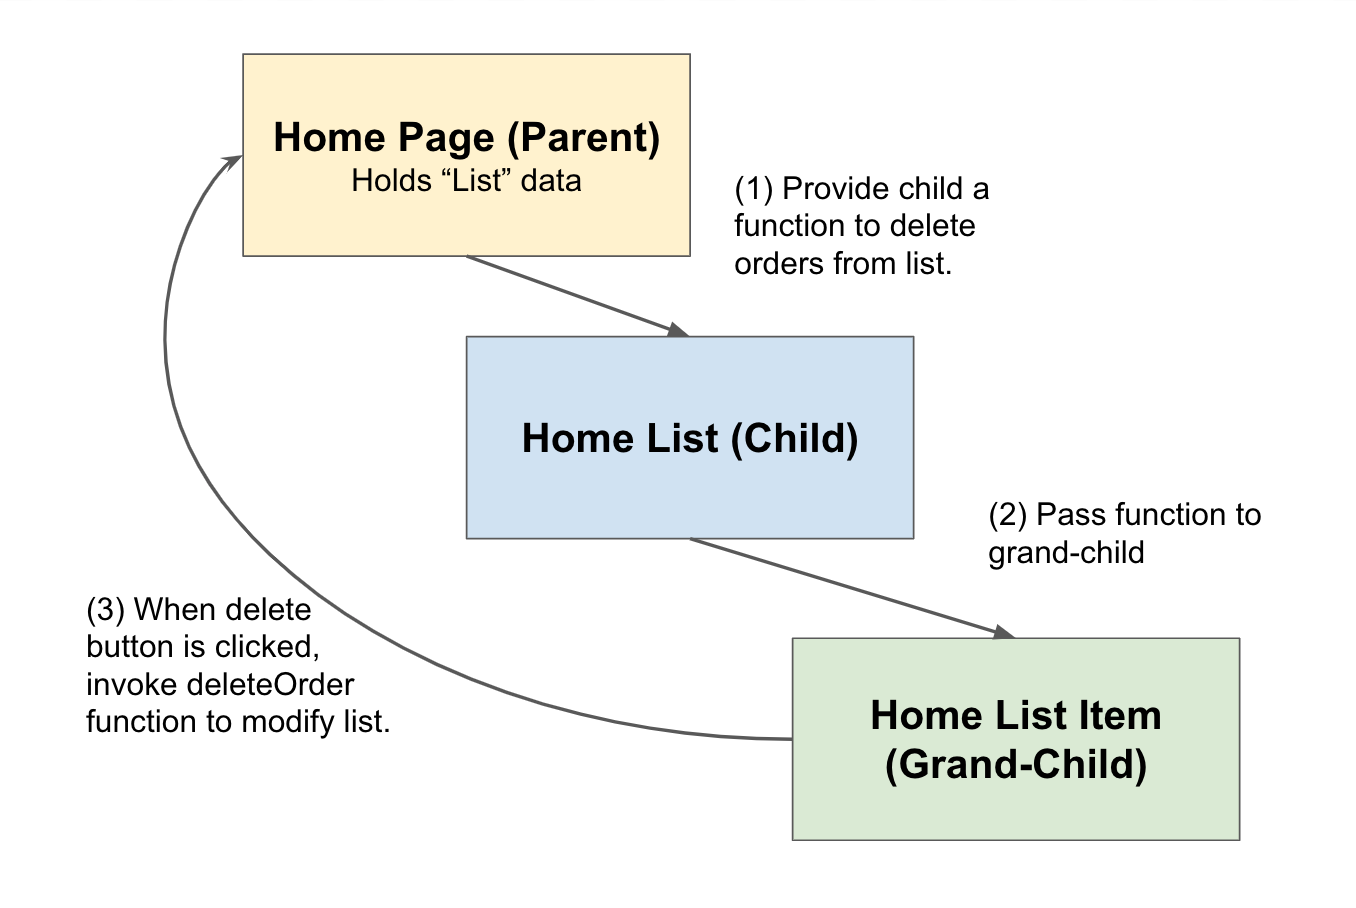 Home Page (Parent)
Holds “List” data
(1) Provide child a
function to delete
orders from list.
Home List (Child)
(2) Pass function to
grand-child
(3) When delete
button is clicked,
invoke deleteOrder
function to modify list.
Home List Item
(Grand-Child)